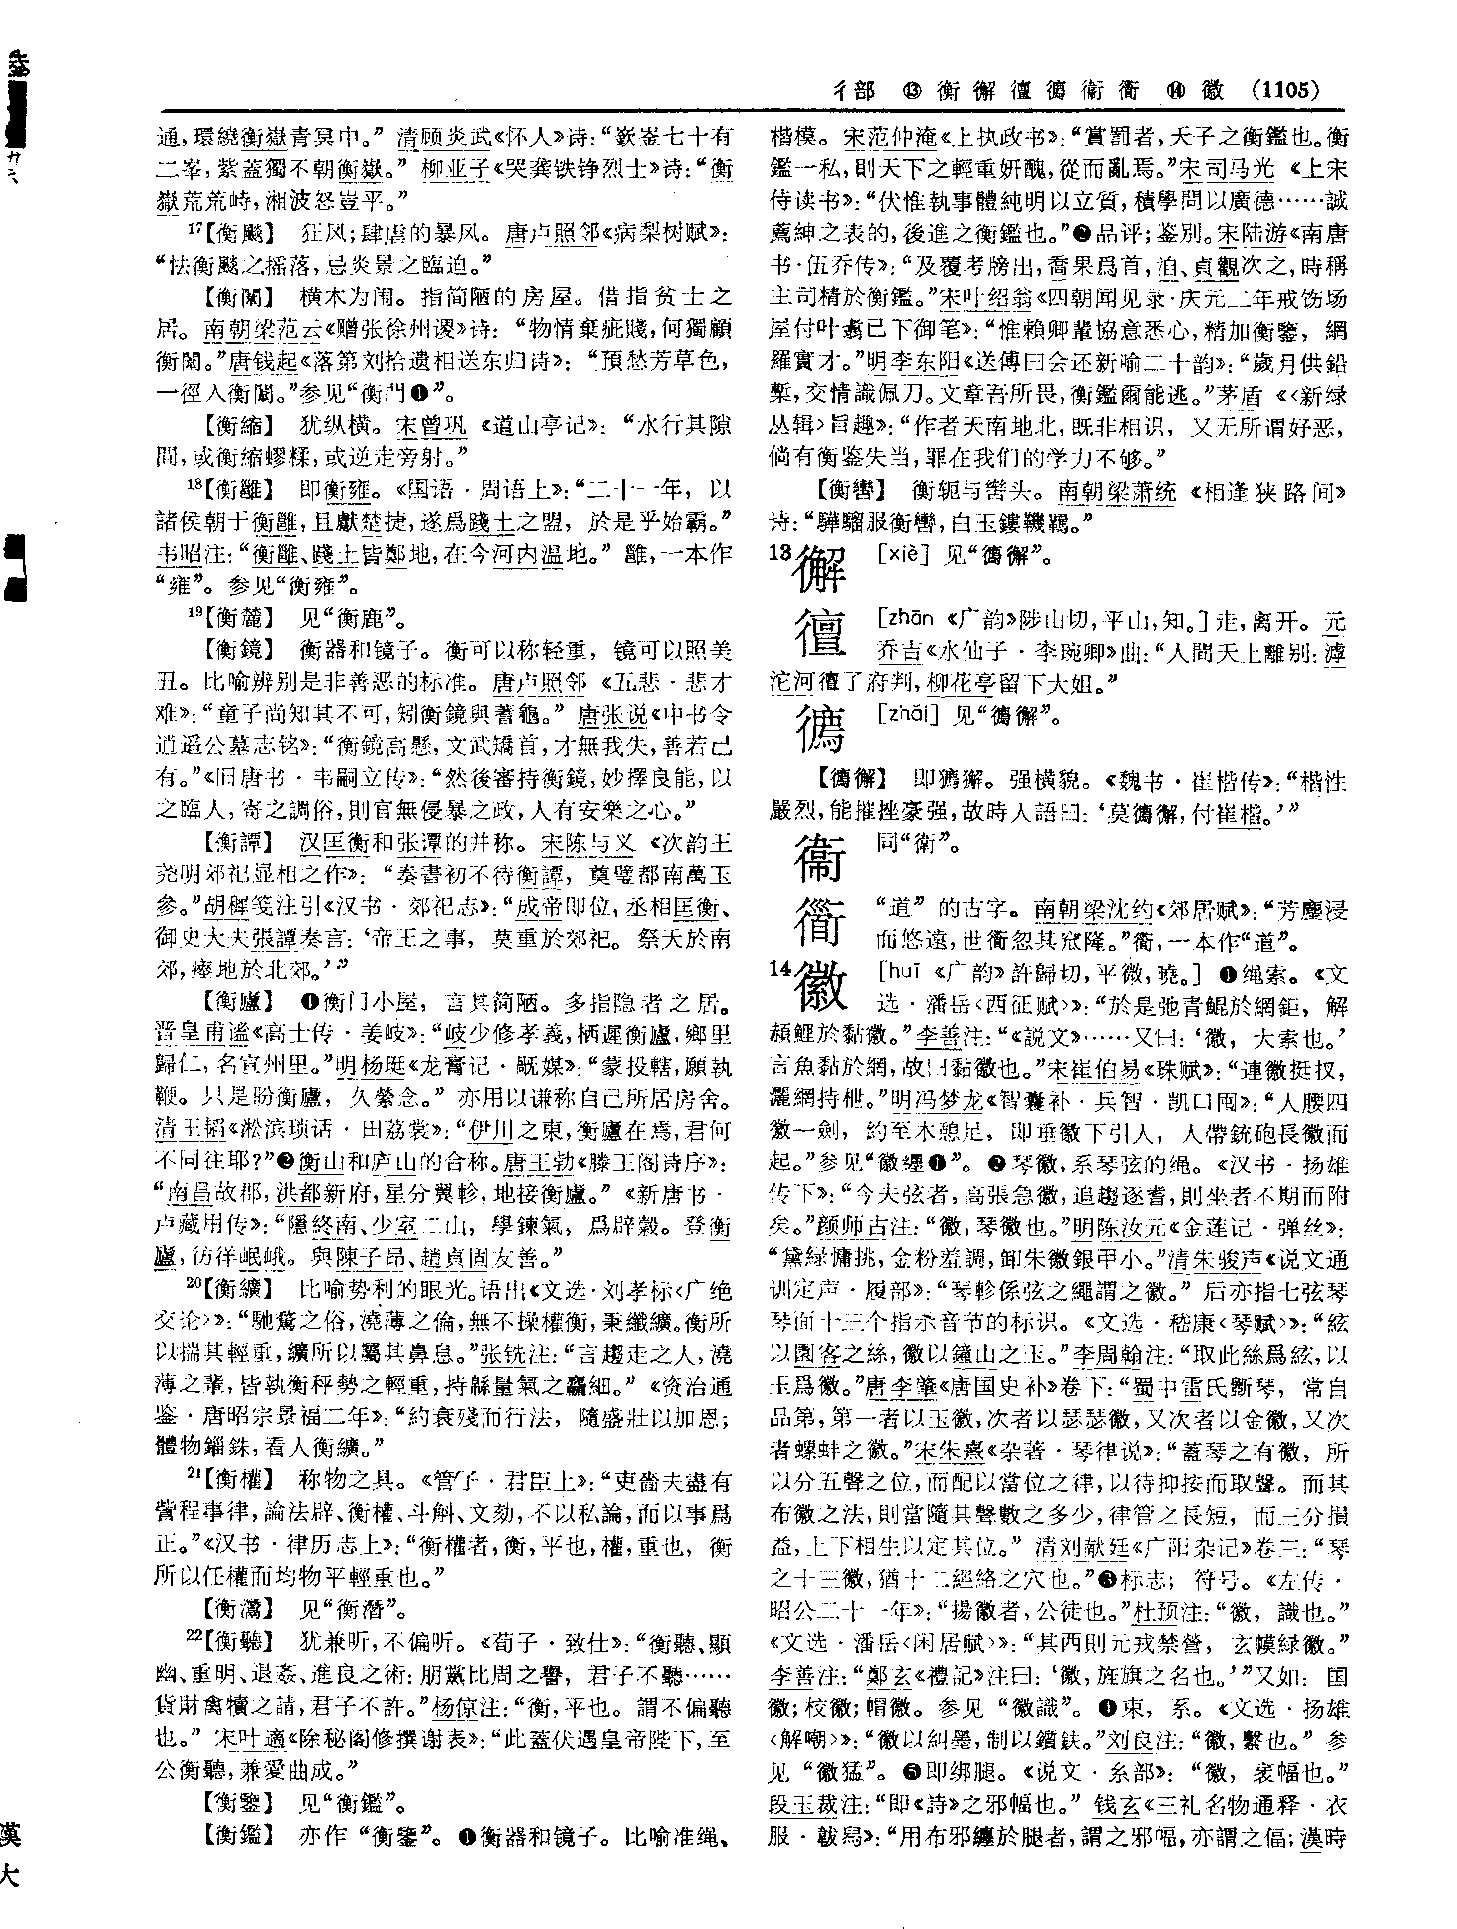 彳部 ⓭衡 懈 儃 衛 衜 ⓮徽 (1105)
通,環繞衡嶽青冥中。”清顾炎武《怀人》诗:“嶔崟七十有
二峯,紫蓋獨不朝衡嶽。”柳亚子《哭龚铁铮烈士》诗:“衡
嶽荒荒峙,湘波怒豈平。”
17【衡飈】 狂风;肆虐的暴风。唐卢照邻《病梨树赋》:
“怯衡飈之摇落,忌炎景之臨迫。”
【衡闈】 横木为闱。指简陋的房屋。借指贫士之
居。南朝梁范云《赠张徐州谡》诗:“物情棄疵賤,何獨顧
衡闈。”唐钱起《落第刘拾遗相送东归诗》:“預愁芳草色,
一徑入衡闈。”参见“衡門❶”。
【衡縮】 犹纵横。宋曾巩《道山亭记》:“水行其隙
間,或衡缩蟉糅,或逆走旁射。”
18【衡雝】 即衡雍。《国语·周语上》:“二十一年,以
諸侯朝于衡雝,且獻楚捷,遂爲踐土之盟,於是乎始霸。”
韦昭注:“衡雝、踐土皆鄭地,在今河内温地。”雝,一本作
“雍”。参见“衡雍”。
19【衡麓】 见“衡鹿”。
【衡鏡】 衡器和镜子。衡可以称轻重,镜可以照美
丑。比喻辨别是非善恶的标准。唐卢照邻《五悲·悲才
难》:“童子尚知其不可,矧衡鏡與蓍龜。”唐张说《中书令
逍遥公墓志铭》:“衡鏡高懸,文武矯首,才無我失,善若己
有。”《旧唐书·韦嗣立传》:“然後審持衡鏡,妙擇良能,以
之臨人,寄之調俗,則官無侵暴之政,人有安樂之心。”
【衡譚】 汉匡衡和张谭的并称。宋陈与义《次韵王
尧明郊祀显相之作》:“奏書初不待衡譚,奠璧都南萬玉
参。”胡穉笺注引《汉书·郊祀志》:“成帝即位,丞相匡衡、
御史大夫張譚奏言:‘帝王之事,莫重於郊祀。祭天於南
郊,瘞地於北郊。’”
【衡廬】 ❶衡门小屋,言其简陋。多指隐者之居。
晋皇甫谧《高士传·姜岐》:“岐少修孝義,栖遲衡廬,鄉里
歸仁,名宣州里。”明杨珽《龙膏记·酬媒》:“蒙投轄,願執
鞭。只是盼衡廬,久縈念。”亦用以谦称自己所居房舍。
清王韬《淞滨琐话·田荔裳》:“伊川之東,衡廬在焉,君何
不同往耶?”❷衡山和庐山的合称。唐王勃《滕王阁诗序》:
“南昌故郡,洪都新府,星分翼軫,地接衡廬。”《新唐书·
卢藏用传》:“隱終南、少室二山,學鍊氣,爲辟穀。登衡
廬,彷徉岷峨。與陳子昂、趙貞固友善。”
20【衡纊】 比喻势利的眼光。语出《文选·刘孝标〈广绝
交论〉》:“馳騖之俗,澆薄之倫,無不操權衡,秉纖纊。衡所
以揣其輕重,纊所以屬其鼻息。”张铣注:“言趨走之人,澆
薄之輩,皆執衡秤勢之輕重,持緜量氣之麤細。”《资治通
鉴·唐昭宗景福二年》:“約衰殘而行法,隨盛壯以加恩;
體物錙銖,看人衡纊。”
21【衡權】 称物之具。《管子·君臣上》:“吏嗇夫盡有
訾程事律,論法辟、衡權、斗斛、文劾,不以私論,而以事爲
正。”《汉书·律历志上》:“衡權者,衡,平也,權,重也,衡
所以任權而均物平輕重也。”
【衡灊】 见“衡潛”。
22【衡聽】 犹兼听,不偏听。《荀子·致仕》:“衡聽、顯
幽、重明、退姦、進良之術:朋黨比周之譽,君子不聽……
貨財禽犢之請,君子不許。”杨倞注:“衡,平也。謂不偏聽
也。”宋叶適《除秘阁修撰谢表》:“此蓋伏遇皇帝陛下,至
公衡聽,兼愛曲成。”
【衡鑒】 见“衡鑑”。
【衡鑑】 亦作“衡鑒”。❶衡器和镜子。比喻准绳、
楷模。宋范仲淹《上执政书》:“賞罰者,天子之衡鑑也。衡
鑑一私,則天下之輕重妍醜,從而亂焉。”宋司马光《上宋
侍读书》:“伏惟執事體純明以立質,積學問以廣德……誠
薦紳之表的,後進之衡鑑也。”❷品评;鉴别。宋陆游《南唐
书·伍乔传》:“及覆考牓出,喬果爲首,洎、貞觀次之,時稱
主司精於衡鑑。”宋叶绍翁《四朝闻见录·庆元二年戒饬场
屋付叶翥已下御笔》:“惟賴卿輩協意悉心,精加衡鑒,網
羅實才。”明李东阳《送傅曰会还新喻二十韵》:“歲月供鉛
槧,交情識佩刀。文章吾所畏,衡鑑爾能逃。”茅盾《〈新绿
丛辑〉旨趣》:“作者天南地北,既非相识,又无所谓好恶,
倘有衡鉴失当,罪在我们的学力不够。”
【衡轡】 衡轭与辔头。南朝梁萧统《相逢狭路间》
诗:“驊騮服衡轡,白玉鏤鞿羈。”
13 [xiè] 见“ ”。
[zhān《广韵》陟山切,平山,知。]走,离开。元
乔吉《水仙子·李琬卿》曲:“人間天上離别:滹
沱河 了府判,柳花亭留下大姐。”
[zhǎi] 见“ ”。
即獬。强横貌。《魏书·崔楷传》:“楷性
嚴烈,能摧挫豪强,故時人語曰:‘莫 ,付崔楷。’”
同“衛”。
衜 “道”的古字。南朝梁沈约《郊居赋》:“芳塵浸
而悠遠,世衜忽其窊隆。”衜,一本作“道”。
14徽 [huī《广韵》許歸切,平微,曉。] ❶绳索。《文
选·潘岳〈西征赋〉》:“於是弛青鯤於網鉅,解
赬鯉於黏徽。”李善注:“《說文》……又曰:‘徽,大索也。’
言魚黏於網,故曰黏徽也。”宋崔伯易《珠赋》:“連徽挺杈,
灑網持枻。”明冯梦龙《智囊补·兵智·凯口囤》:“人腰四
徽一劍,約至木憩足,即垂徽下引人,人帶銃砲長徽而
起。”参见“徽纆❶”。❷琴徽,系琴弦的绳。《汉书·扬雄
传下》:“今夫弦者,高張急徽,追趨逐耆,則坐者不期而附
矣。”颜师古注:“徽,琴徽也。”明陈汝元《金莲记·弹丝》:
“黛緑慵挑,金粉羞調,卸朱徽銀甲小。”清朱骏声《说文通
训定声·履部》:“琴軫係弦之繩謂之徽。”后亦指七弦琴
琴面十三个指示音节的标识。《文选·嵇康〈琴赋〉》:“絃
以園客之絲,徽以鐘山之玉。”李周翰注:“取此絲爲絃,以
玉爲徽。”唐李肇《唐国史补》卷下:“蜀中雷氏斲琴,常自
品第,第一者以玉徽,次者以瑟瑟徽,又次者以金徽,又次
者螺蚌之徽。”宋朱熹《杂著·琴律说》:“蓋琴之有徽,所
以分五聲之位,而配以當位之律,以待抑按而取聲。而其
布徽之法,則當隨其聲數之多少,律管之長短,而三分損
益,上下相生以定其位。”清刘献廷《广阳杂记》卷三:“琴
之十三徽,猶十二經絡之穴也。”❸标志;符号。《左传·
昭公二十一年》:“揚徽者,公徒也。”杜预注:“徽,識也。”
《文选·潘岳〈闲居赋〉》:“其西則元戎禁營,玄幙緑徽。”
李善注:“鄭玄《禮記》注曰:‘徽,旌旗之名也。’”又如:国
徽;校徽;帽徽。参见“徽識”。❹束,系。《文选·扬雄
〈解嘲〉》:“徽以糾墨,制以鑕鈇。”刘良注:“徽,繫也。”参
见“徽猛”。❺即绑腿。《说文·糸部》:“徽,衺幅也。”
段玉裁注:“即《詩》之邪幅也。”钱玄《三礼名物通释·衣
服·韍舄》:“用布邪纏於腿者,謂之邪幅,亦謂之偪;漢時
漢
大